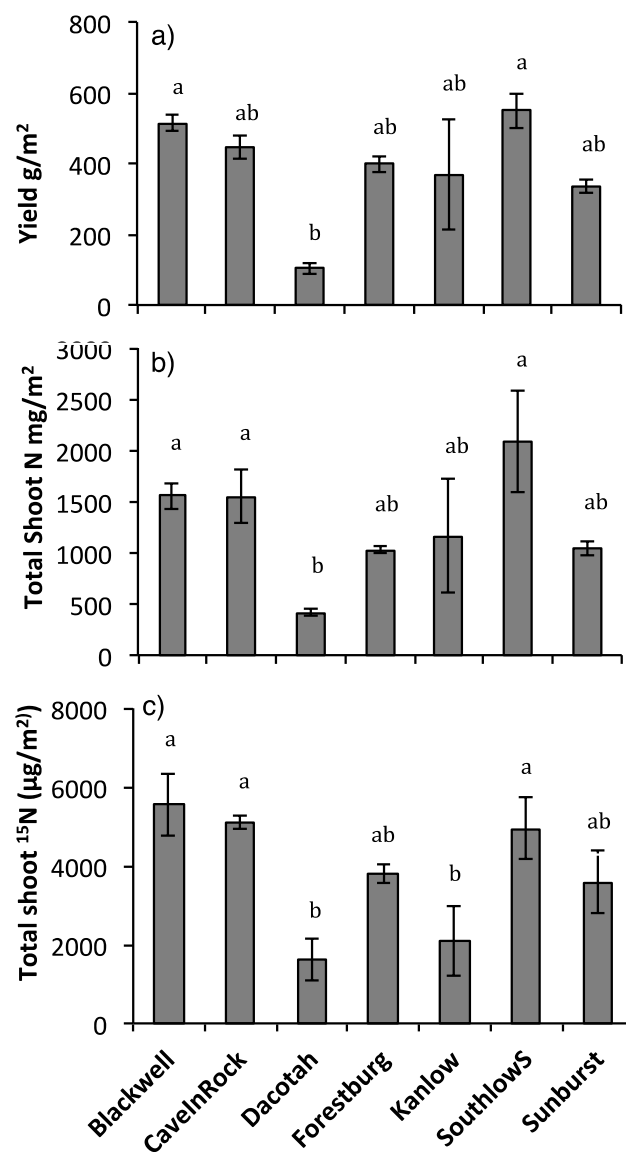 a)
Yield g/m²
800
600
400
200
0
a ab b ab ab a ab
b)
Total Shoot N mg/m²
3000
2500
2000
1500
1000
500
0
a a b ab ab a ab
c)
Total shoot ¹⁵N (µg/m²⁾)
8000
6000
4000
2000
0
a a b ab b a ab
Blackwell
CaveInRock
Dacotah
Forestburg
Kanlow
SouthlowS
Sunburst